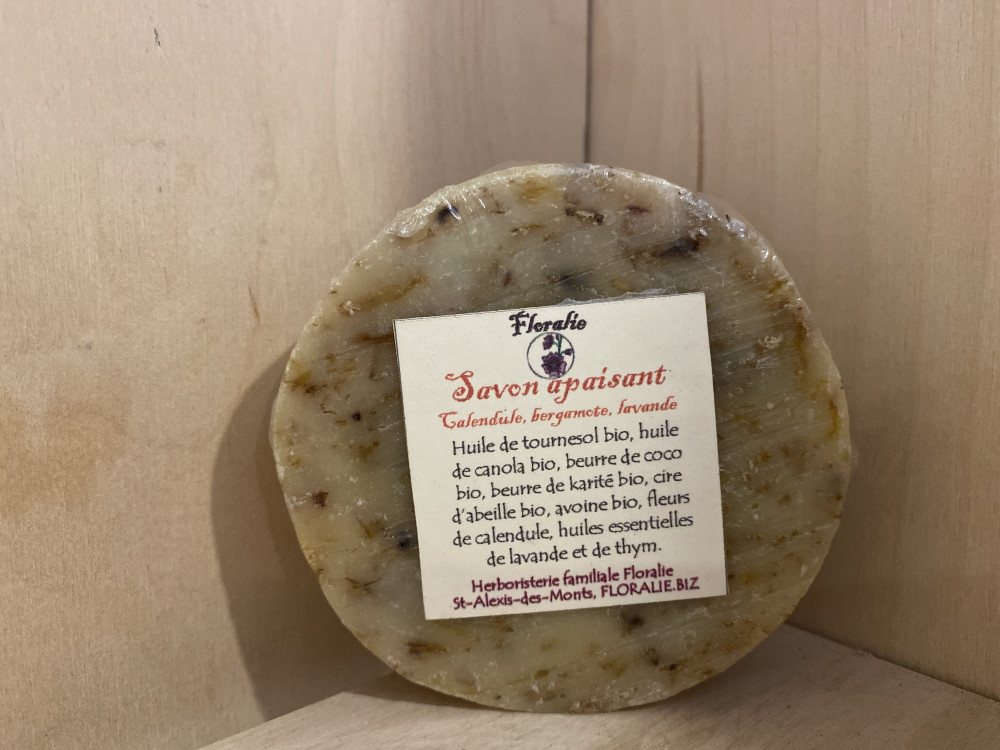 Floralie
Savon apaisant
Calendule, bergamote, lavande
Huile de tournesol bio, huile
de canola bio, beurre de coco
bio, beurre de karité bio, cire
d'abeille bio, avoine bio, fleurs
de calendule, huiles essentielles
de lavande et de thym.
Herboristerie familiale Floralie
St-Alexis-des-Monts, FLORALIE.BIZ